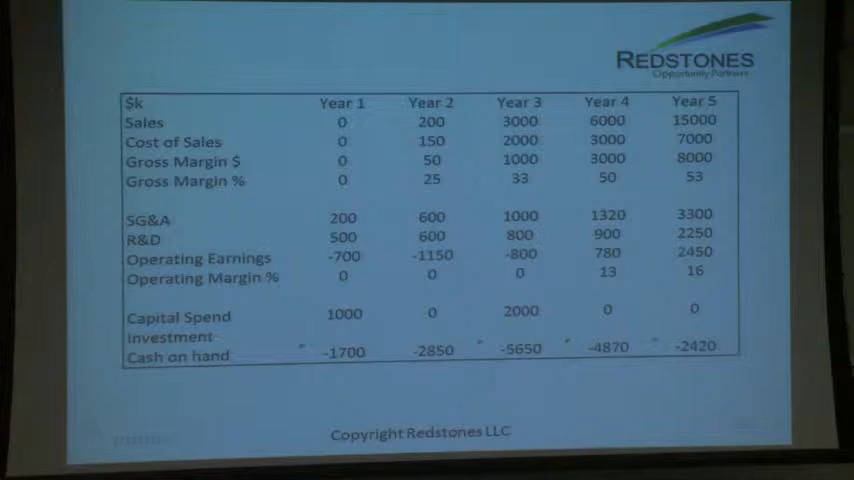 REDSTONES
Opportunity Partners
$k Year 1 Year 2 Year 3 Year 4 Year 5
Sales 0 200 3000 6000 15000
Cost of Sales 0 150 2000 3000 7000
Gross Margin $ 0 50 1000 3000 8000
Gross Margin % 0 25 33 50 53
SG&A 200 600 1000 1320 3300
R&D 500 600 800 900 2250
Operating Earnings -700 -1150 -800 780 2450
Operating Margin % 0 0 0 13 16
Capital Spend 1000 0 2000 0 0
Investment
Cash on hand -1700 -2850 -5650 -4870 -2420
Copyright Redstones LLC